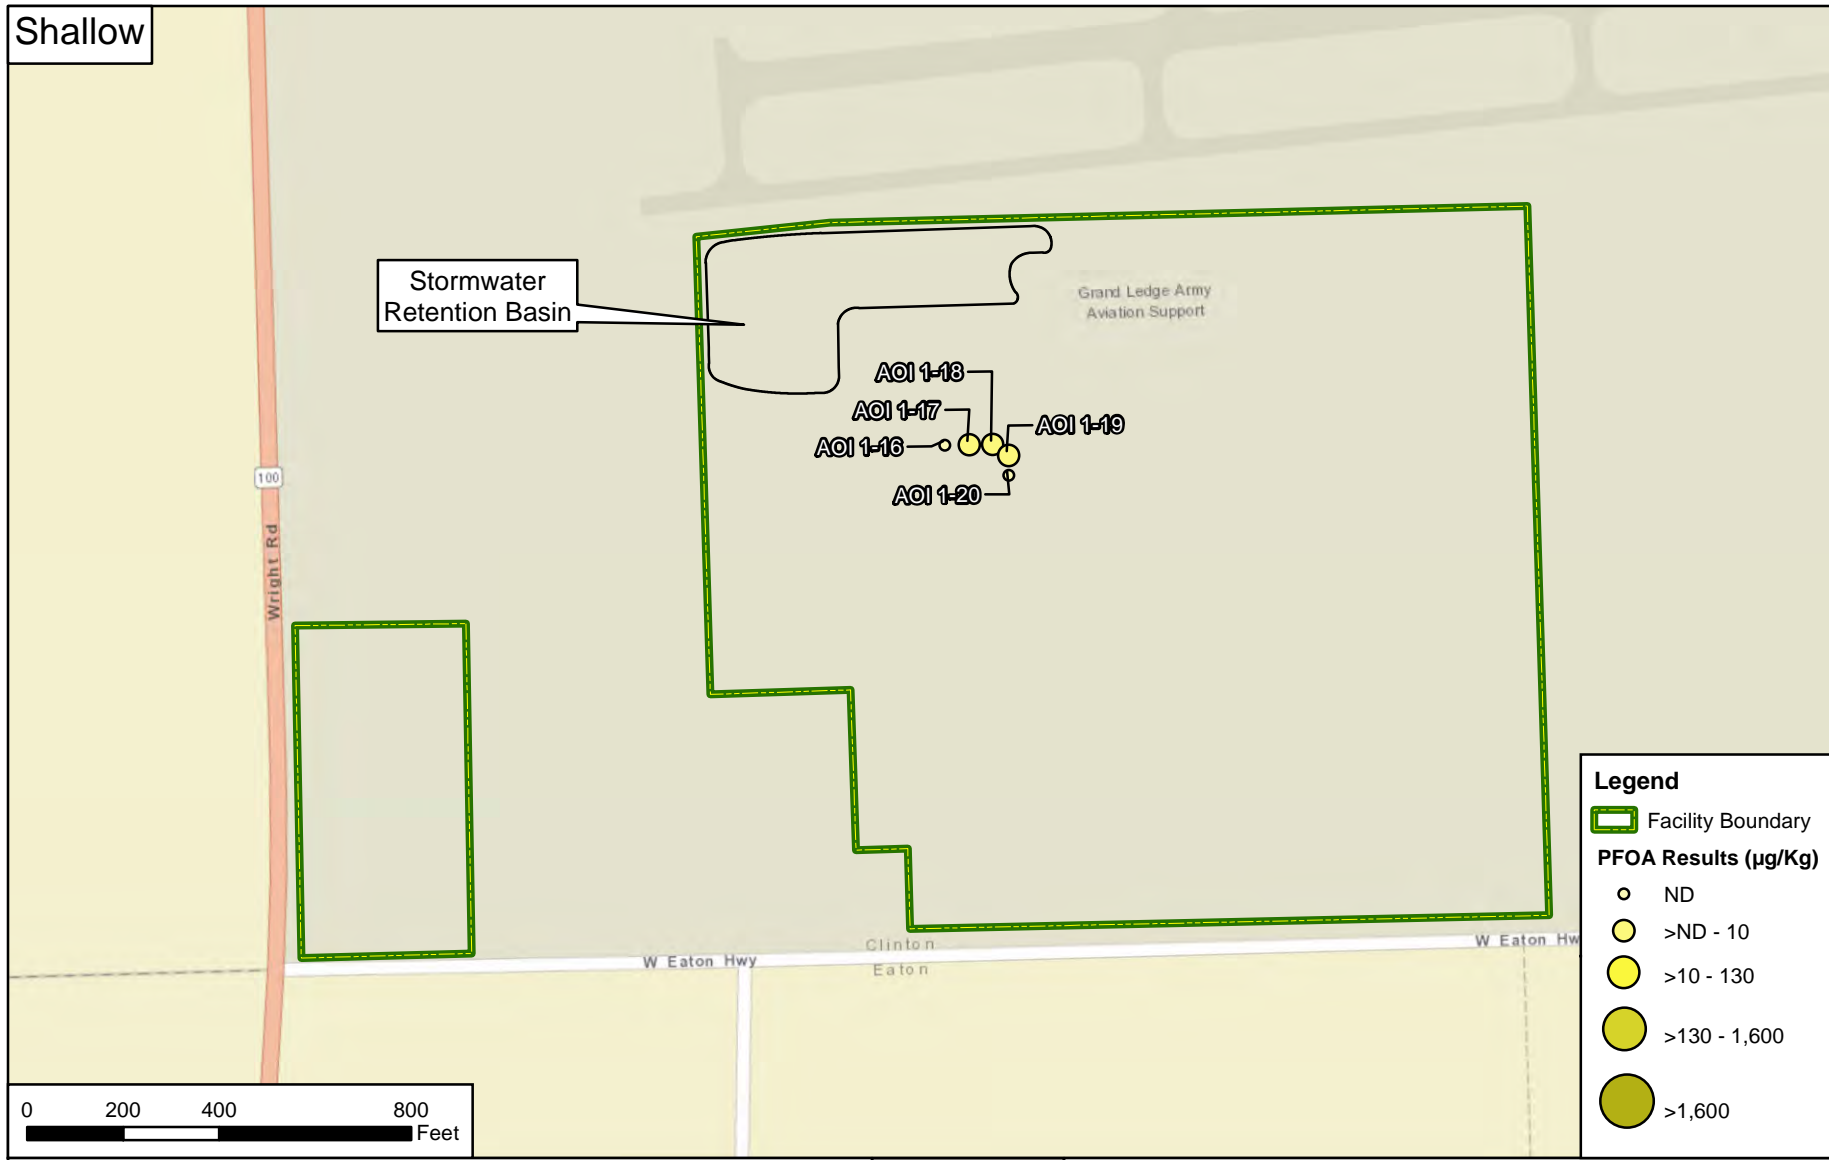 Shallow
Stormwater
Retention Basin
Grand Ledge Army
Aviation Support
AOI 1-18
AOI 1-17
AOI 1-19
AOI 1-16
AOI 1-20
100
Wright Rd
Clinton
W Eaton Hwy
Eaton
W Eaton Hw
Legend
Facility Boundary
PFOA Results (µg/Kg)
ND
>ND - 10
>10 - 130
>130 - 1,600
>1,600
0 200 400 800
Feet